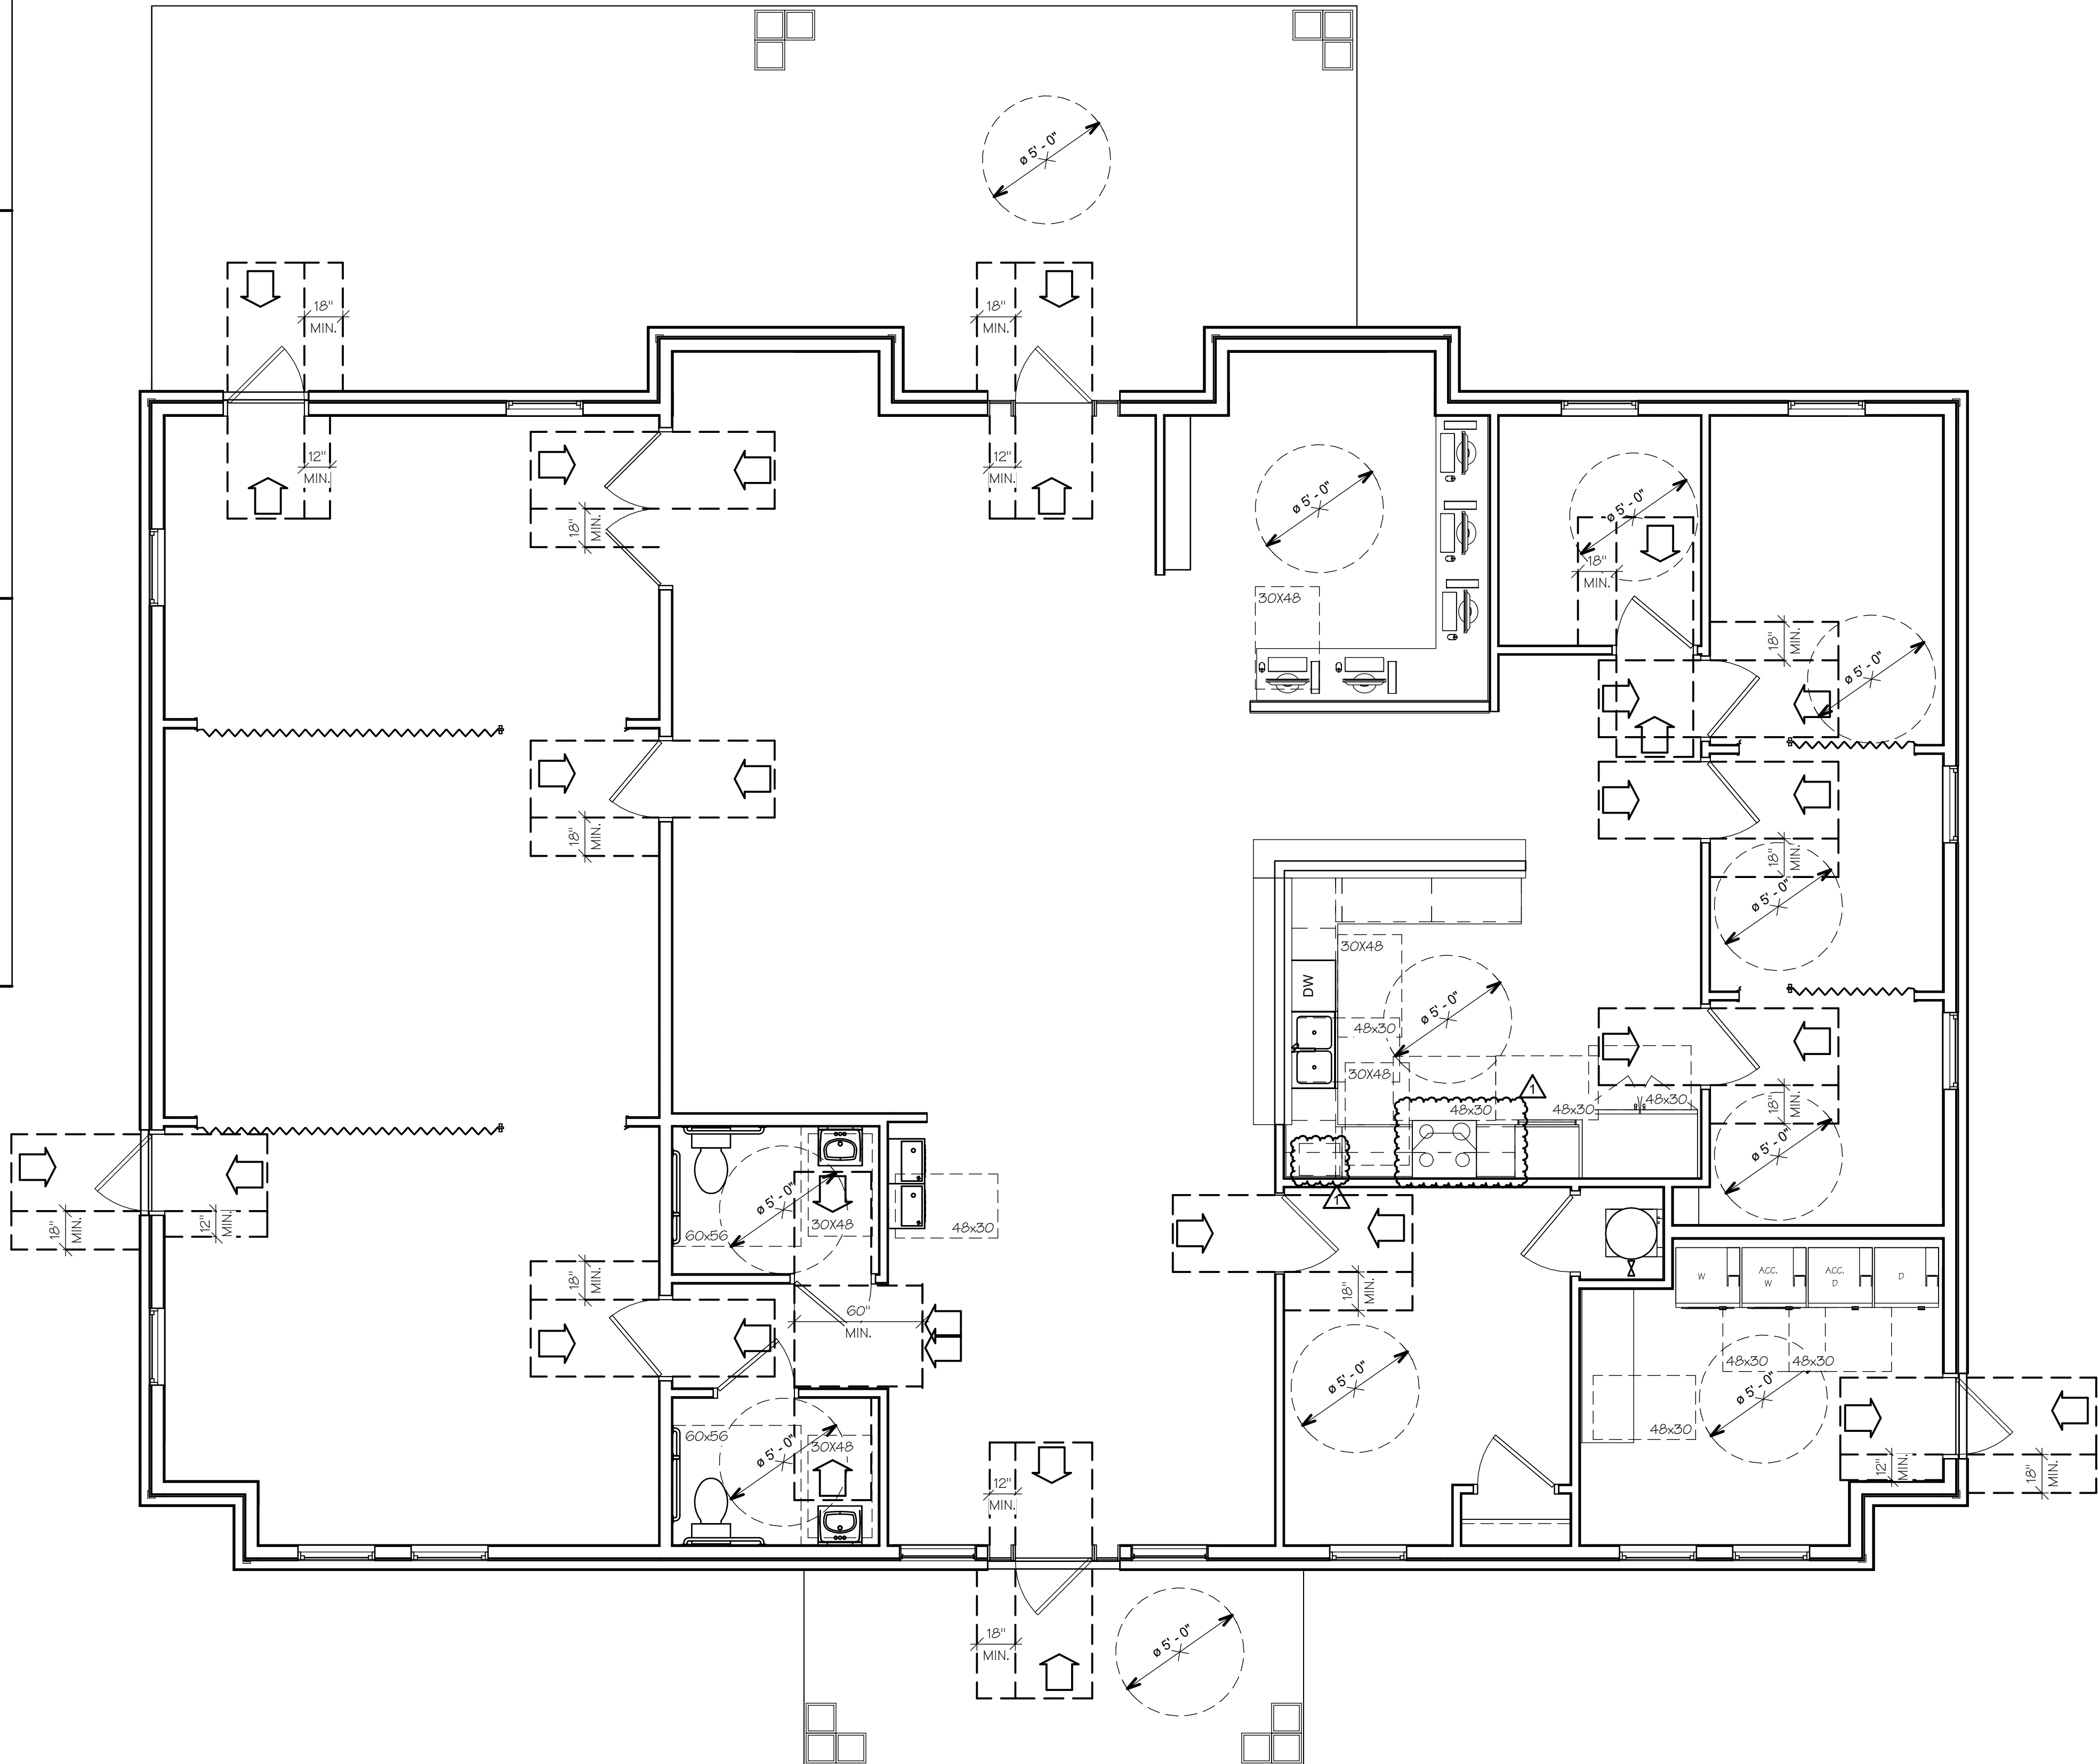 ø 5' - 0"
18"
MIN.
18"
MIN.
12"
MIN.
12"
MIN.
18"
MIN.
ø 5' - 0"
ø 5' - 0"
18"
MIN.
30X48
18"
MIN.
ø 5' - 0"
18"
MIN.
18"
MIN.
ø 5' - 0"
30X48
DW
ø 5' - 0"
48x30
30X48
1
48x30
48x30
48x30
18"
MIN.
ø 5' - 0"
1
18"
MIN.
12"
MIN.
ø 5' - 0"
30X48
60x56
48x30
18"
MIN.
18"
MIN.
60"
MIN.
W
ACC.
W
ACC.
D
D
48x30
48x30
ø 5' - 0"
ø 5' - 0"
48x30
60x56
30X48
ø 5' - 0"
12"
MIN.
12"
MIN.
18"
MIN.
18"
MIN.
ø 5' - 0"